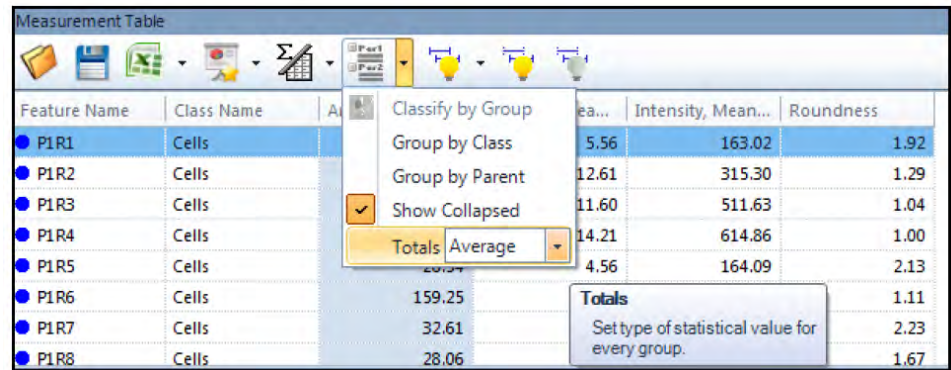 Measurement Table
Part1
Part2
Feature Name Class Name Intensity, Mean... Roundness
Classify by Group
P1R1 Cells Group by Class 5.56 163.02 1.92
P1R2 Cells Group by Parent 12.61 315.30 1.29
P1R3 Cells Show Collapsed 11.60 511.63 1.04
P1R4 Cells Totals Average 14.21 614.86 1.00
P1R5 Cells 4.56 164.09 2.13
P1R6 Cells 159.25 Totals 1.11
P1R7 Cells 32.61 Set type of statistical value for 2.23
every group.
P1R8 Cells 28.06 1.67